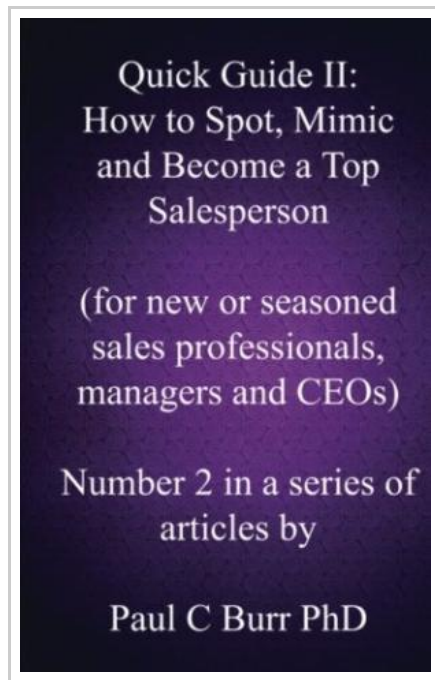 Quick Guide II:
How to Spot, Mimic
and Become a Top
Salesperson
(for new or seasoned
sales professionals,
managers and CEOs)
Number 2 in a series of
articles by
Paul C Burr PhD